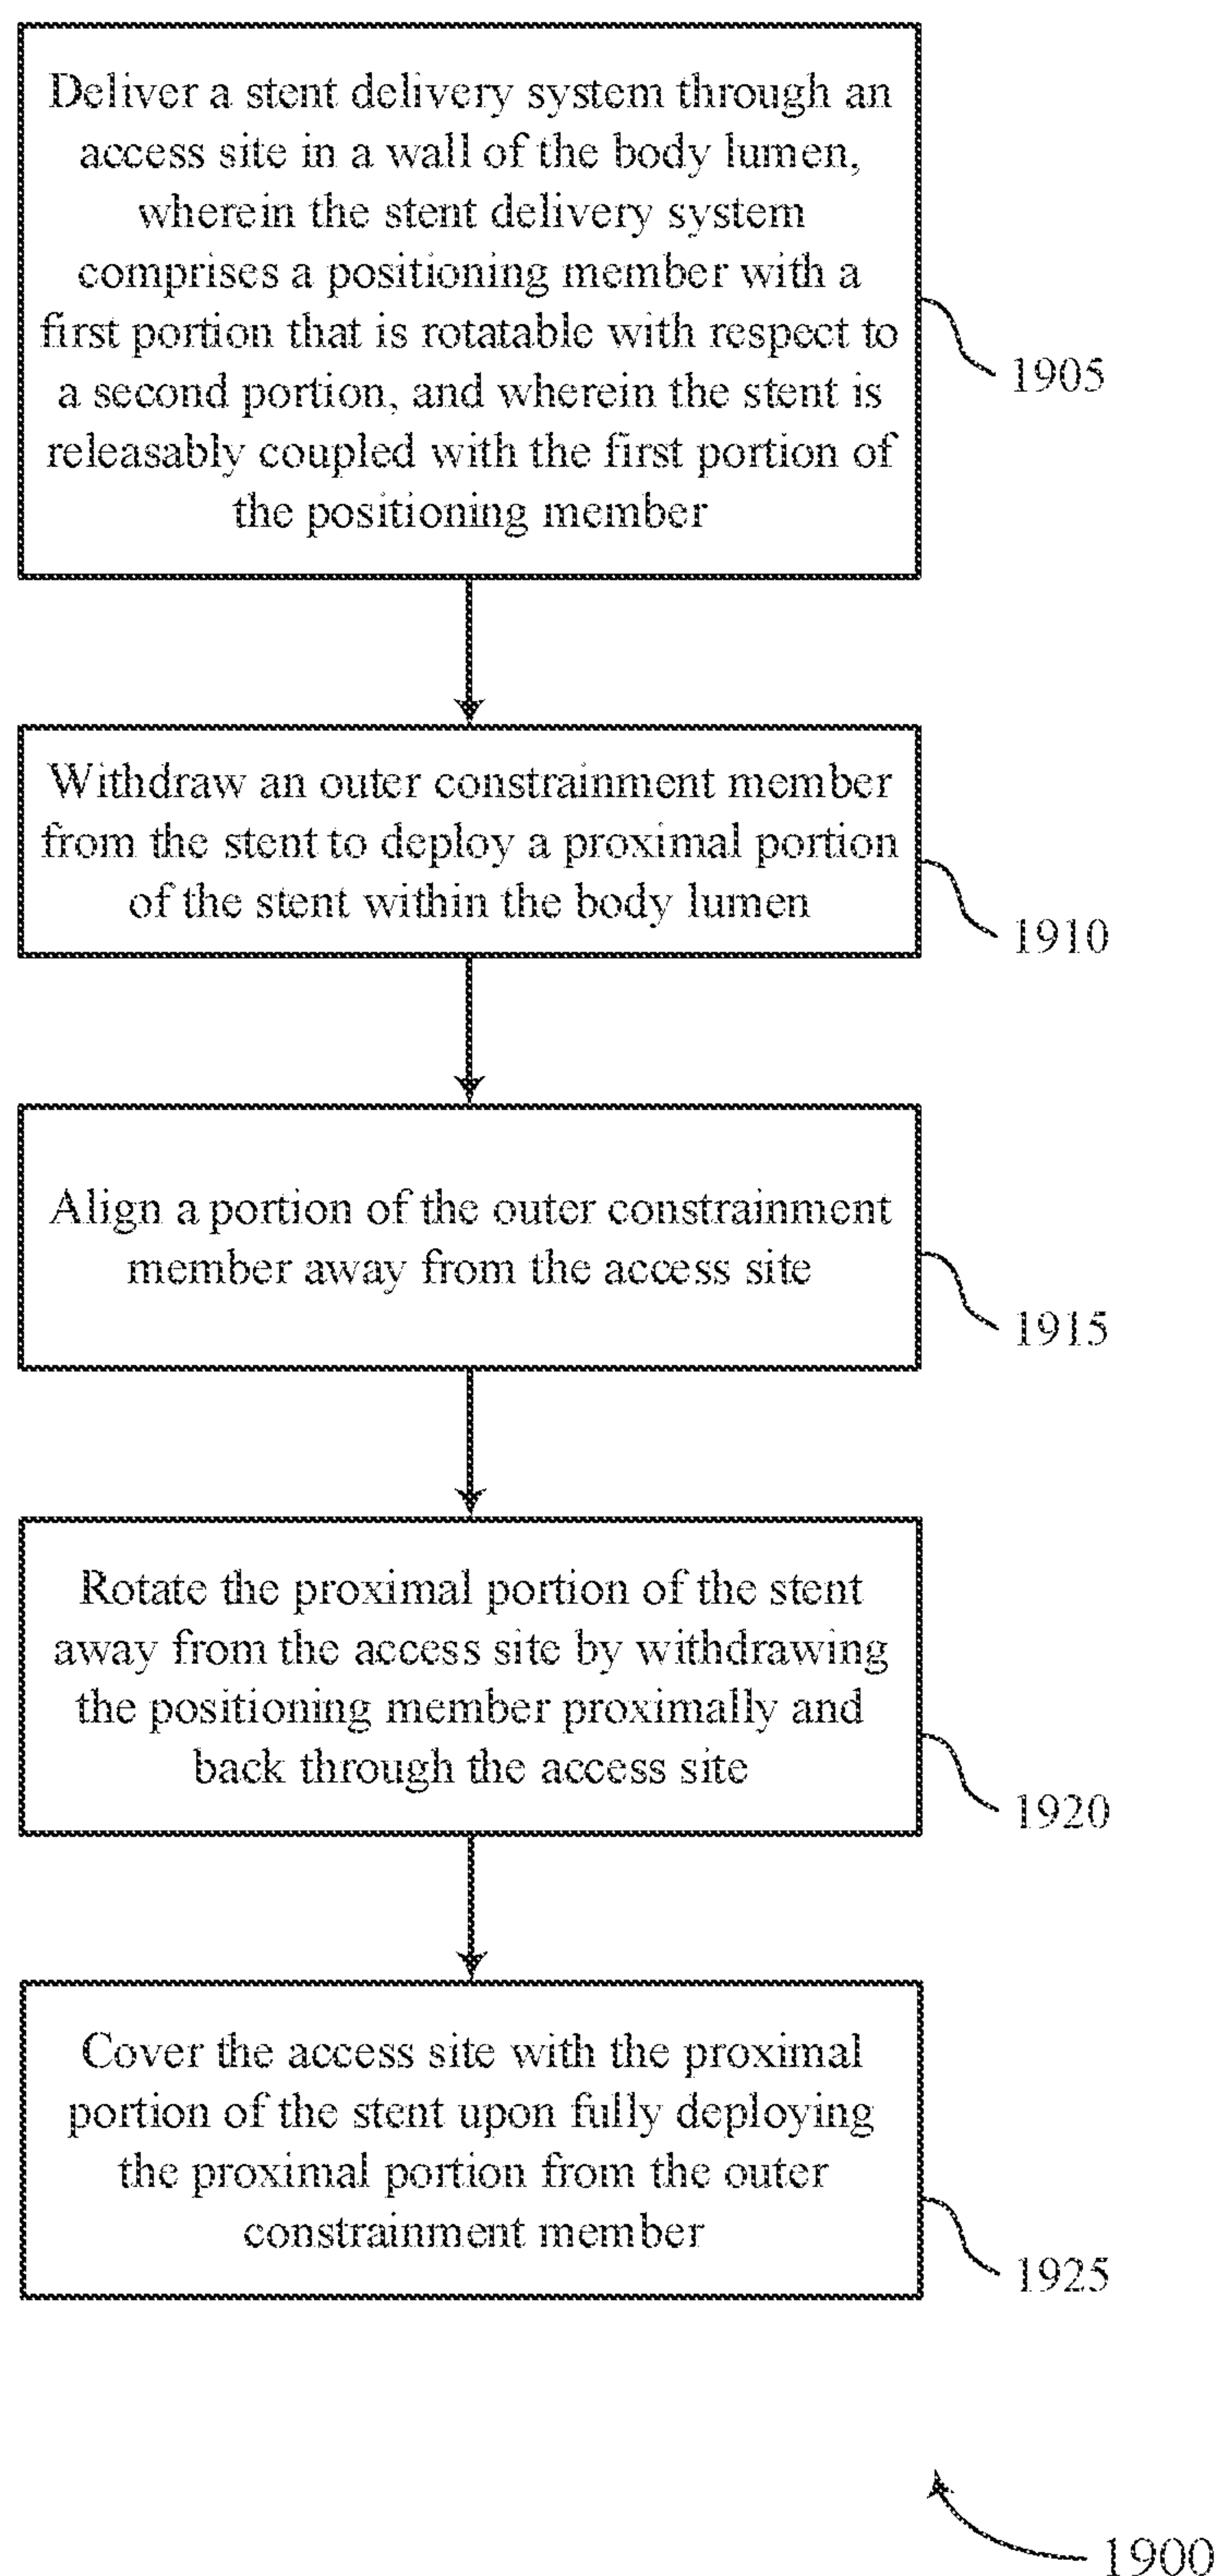 Deliver a stent delivery system through an
access site in a wall of the body lumen,
wherein the stent delivery system
comprises a positioning member with a
first portion that is rotatable with respect to
a second portion, and wherein the stent is
releasably coupled with the first portion of
the positioning member
1905
Withdraw an outer constrainment member
from the stent to deploy a proximal portion
of the stent within the body lumen
1910
Align a portion of the outer constrainment
member away from the access site
1915
Rotate the proximal portion of the stent
away from the access site by withdrawing
the positioning member proximally and
back through the access site
1920
Cover the access site with the proximal
portion of the stent upon fully deploying
the proximal portion from the outer
constrainment member
1925
1900